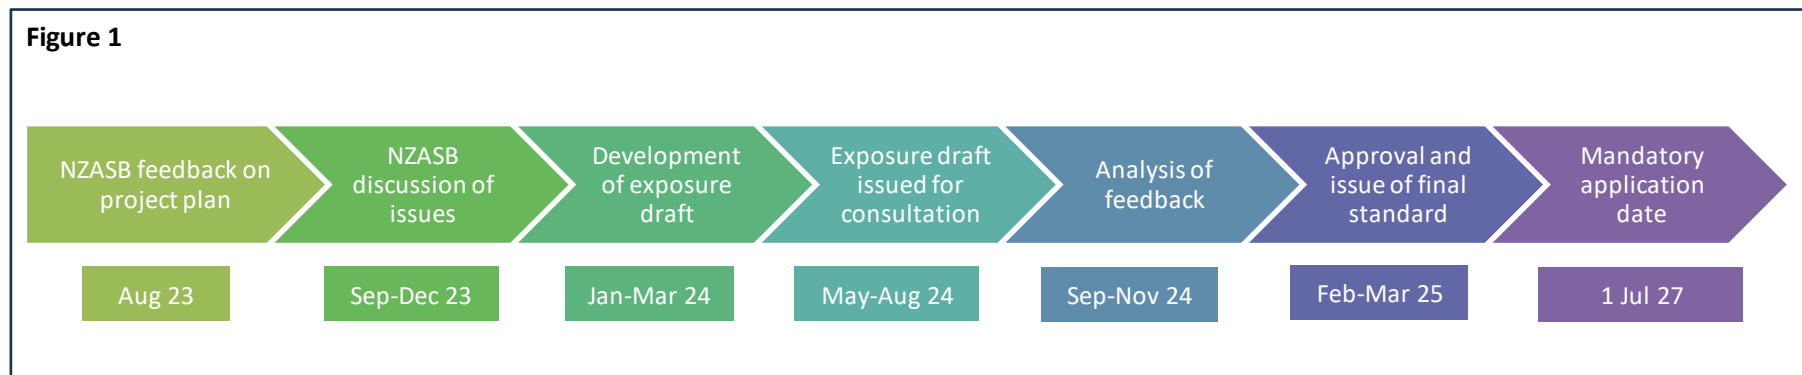 Figure 1
NZASB feedback on
project plan
NZASB
discussion of
issues
Development
of exposure
draft
Exposure draft
issued for
consultation
Analysis of
feedback
Approval and
issue of final
standard
Mandatory
application
date
Aug 23
Sep-Dec 23
Jan-Mar 24
May-Aug 24
Sep-Nov 24
Feb-Mar 25
1 Jul 27